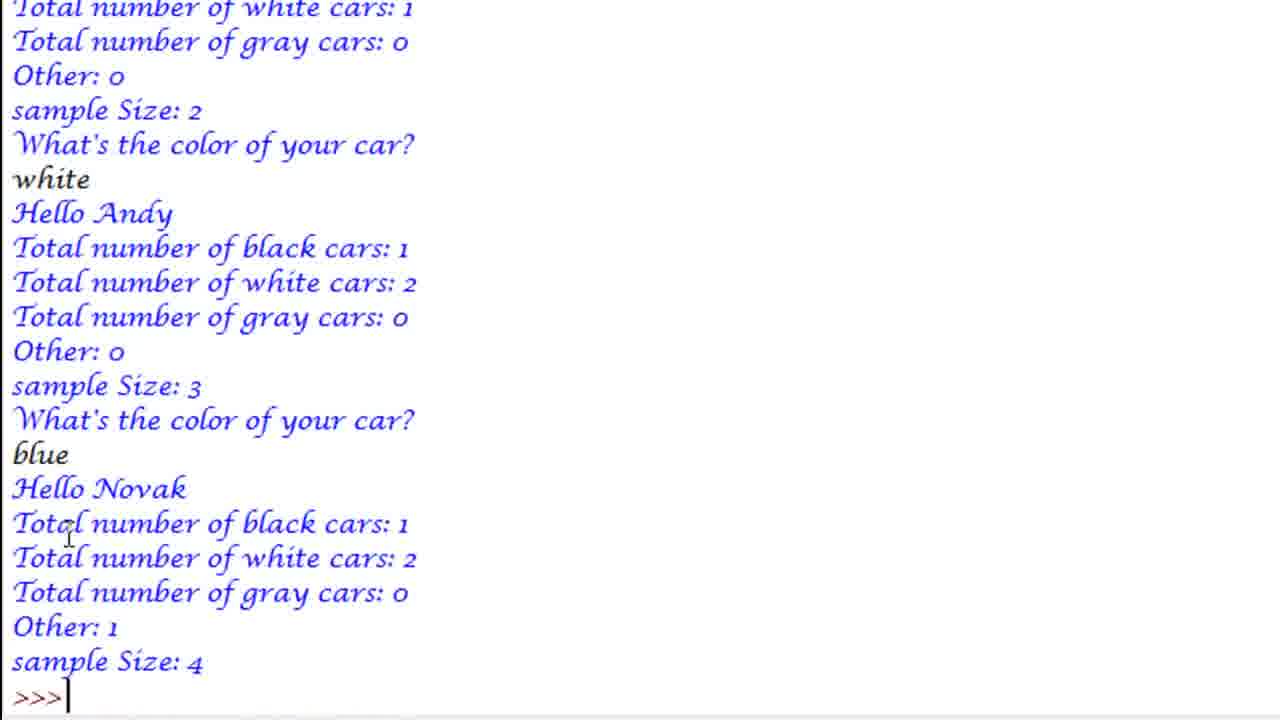 Total number of white cars: 1
Total number of gray cars: 0
Other: 0
sample Size: 2
What's the color of your car?
white
Hello Andy
Total number of black cars: 1
Total number of white cars: 2
Total number of gray cars: 0
Other: 0
sample Size: 3
What's the color of your car?
blue
Hello Novak
Total number of black cars: 1
Total number of white cars: 2
Total number of gray cars: 0
Other: 1
sample Size: 4
>>>